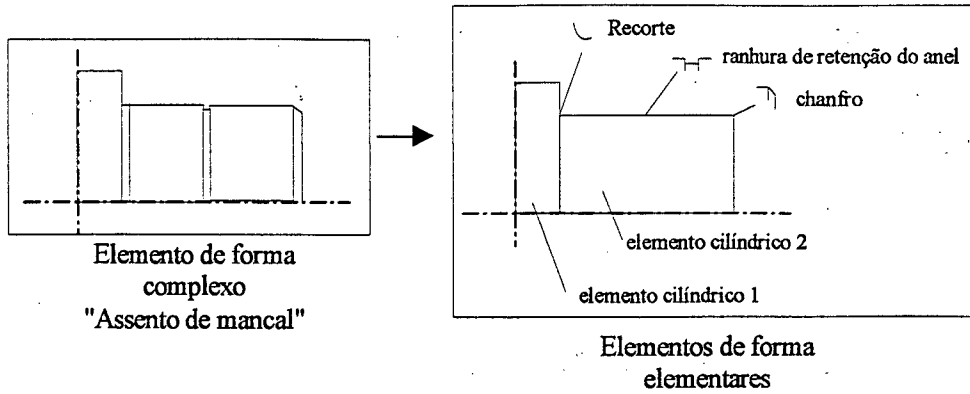 Recorte
ranhura de retenção do anel
chanfro
elemento cilíndrico 2
elemento cilíndrico 1
Elemento de forma
complexo
"Assento de mancal"
Elementos de forma
elementares